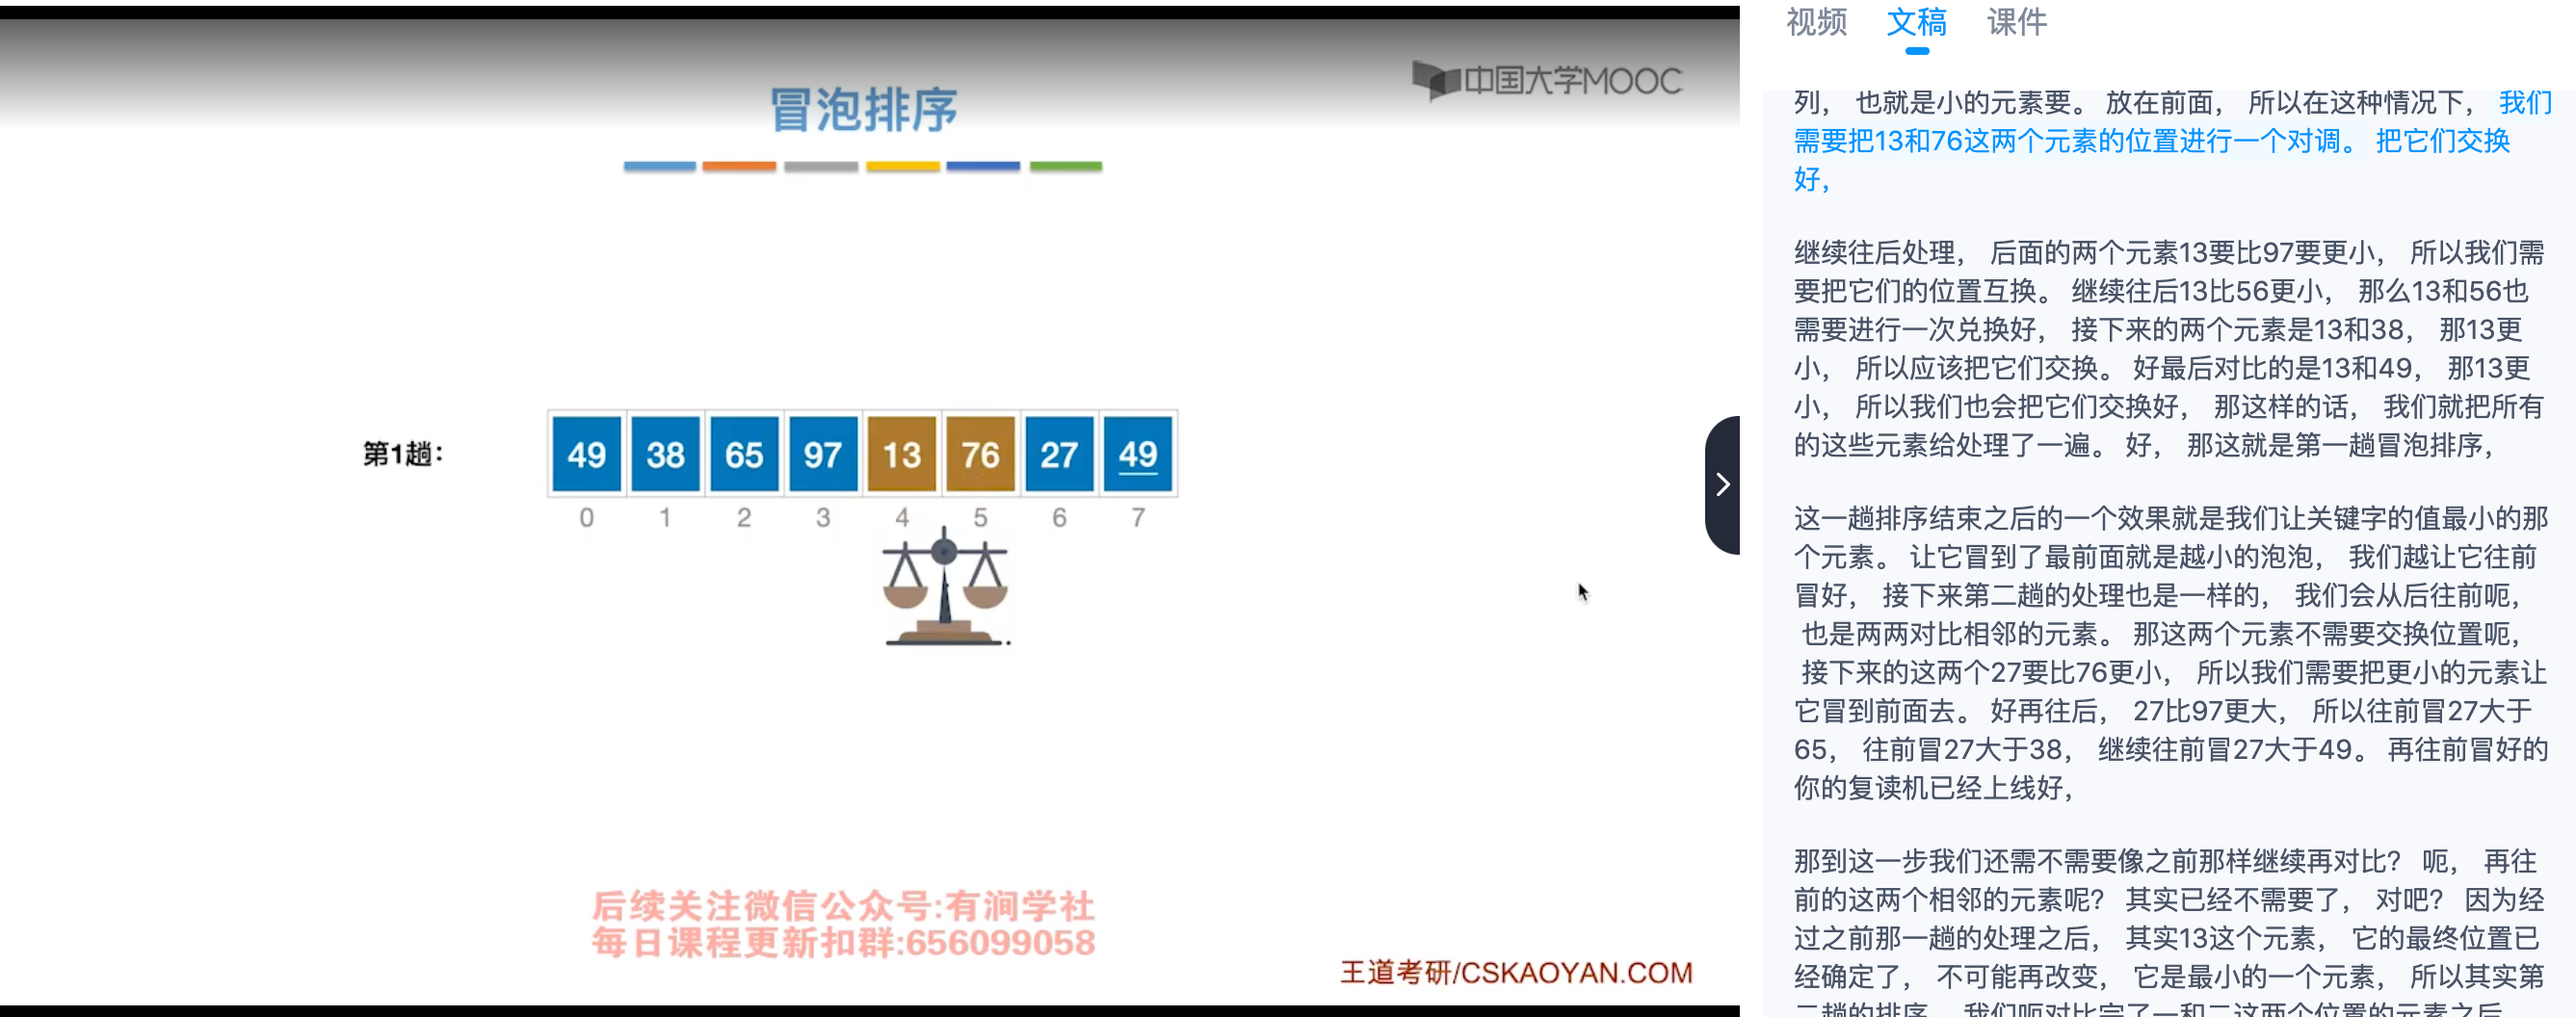 中国大学MOOC
冒泡排序
第1趟:
49 38 65 97 13 76 27 49
0 1 2 3 4 5 6 7
后续关注微信公众号:有涧学社
每日课程更新扣群:656099058
王道考研/CSKAOYAN.COM
视频 文稿 课件
列， 也就是小的元素要。 放在前面， 所以在这种情况下， 我们
需要把13和76这两个元素的位置进行一个对调。 把它们交换
好，
继续往后处理， 后面的两个元素13要比97要更小， 所以我们需
要把它们的位置互换。 继续往后13比56更小， 那么13和56也
需要进行一次兑换好， 接下来的两个元素是13和38， 那13更
小， 所以应该把它们交换。 好最后对比的是13和49， 那13更
小， 所以我们也会把它们交换好， 那这样的话， 我们就把所有
的这些元素给处理了一遍。 好， 那这就是第一趟冒泡排序，
这一趟排序结束之后的一个效果就是我们让关键字的值最小的那
个元素。 让它冒到了最前面就是越小的泡泡， 我们越让它往前
冒好， 接下来第二趟的处理也是一样的， 我们会从后往前呃，
也是两两对比相邻的元素。 那这两个元素不需要交换位置呃，
接下来的这两个27要比76更小， 所以我们需要把更小的元素让
它冒到前面去。 好再往后， 27比97更大， 所以往前冒27大于
65， 往前冒27大于38， 继续往前冒27大于49。 再往前冒好的
你的复读机已经上线好，
那到这一步我们还需不需要像之前那样继续再对比？ 呃， 再往
前的这两个相邻的元素呢？ 其实已经不需要了， 对吧？ 因为经
过之前那一趟的处理之后， 其实13这个元素， 它的最终位置已
经确定了， 不可能再改变， 它是最小的一个元素， 所以其实第
二趟的排序， 我们呃对比完了一和二这两个位置的元素之后，